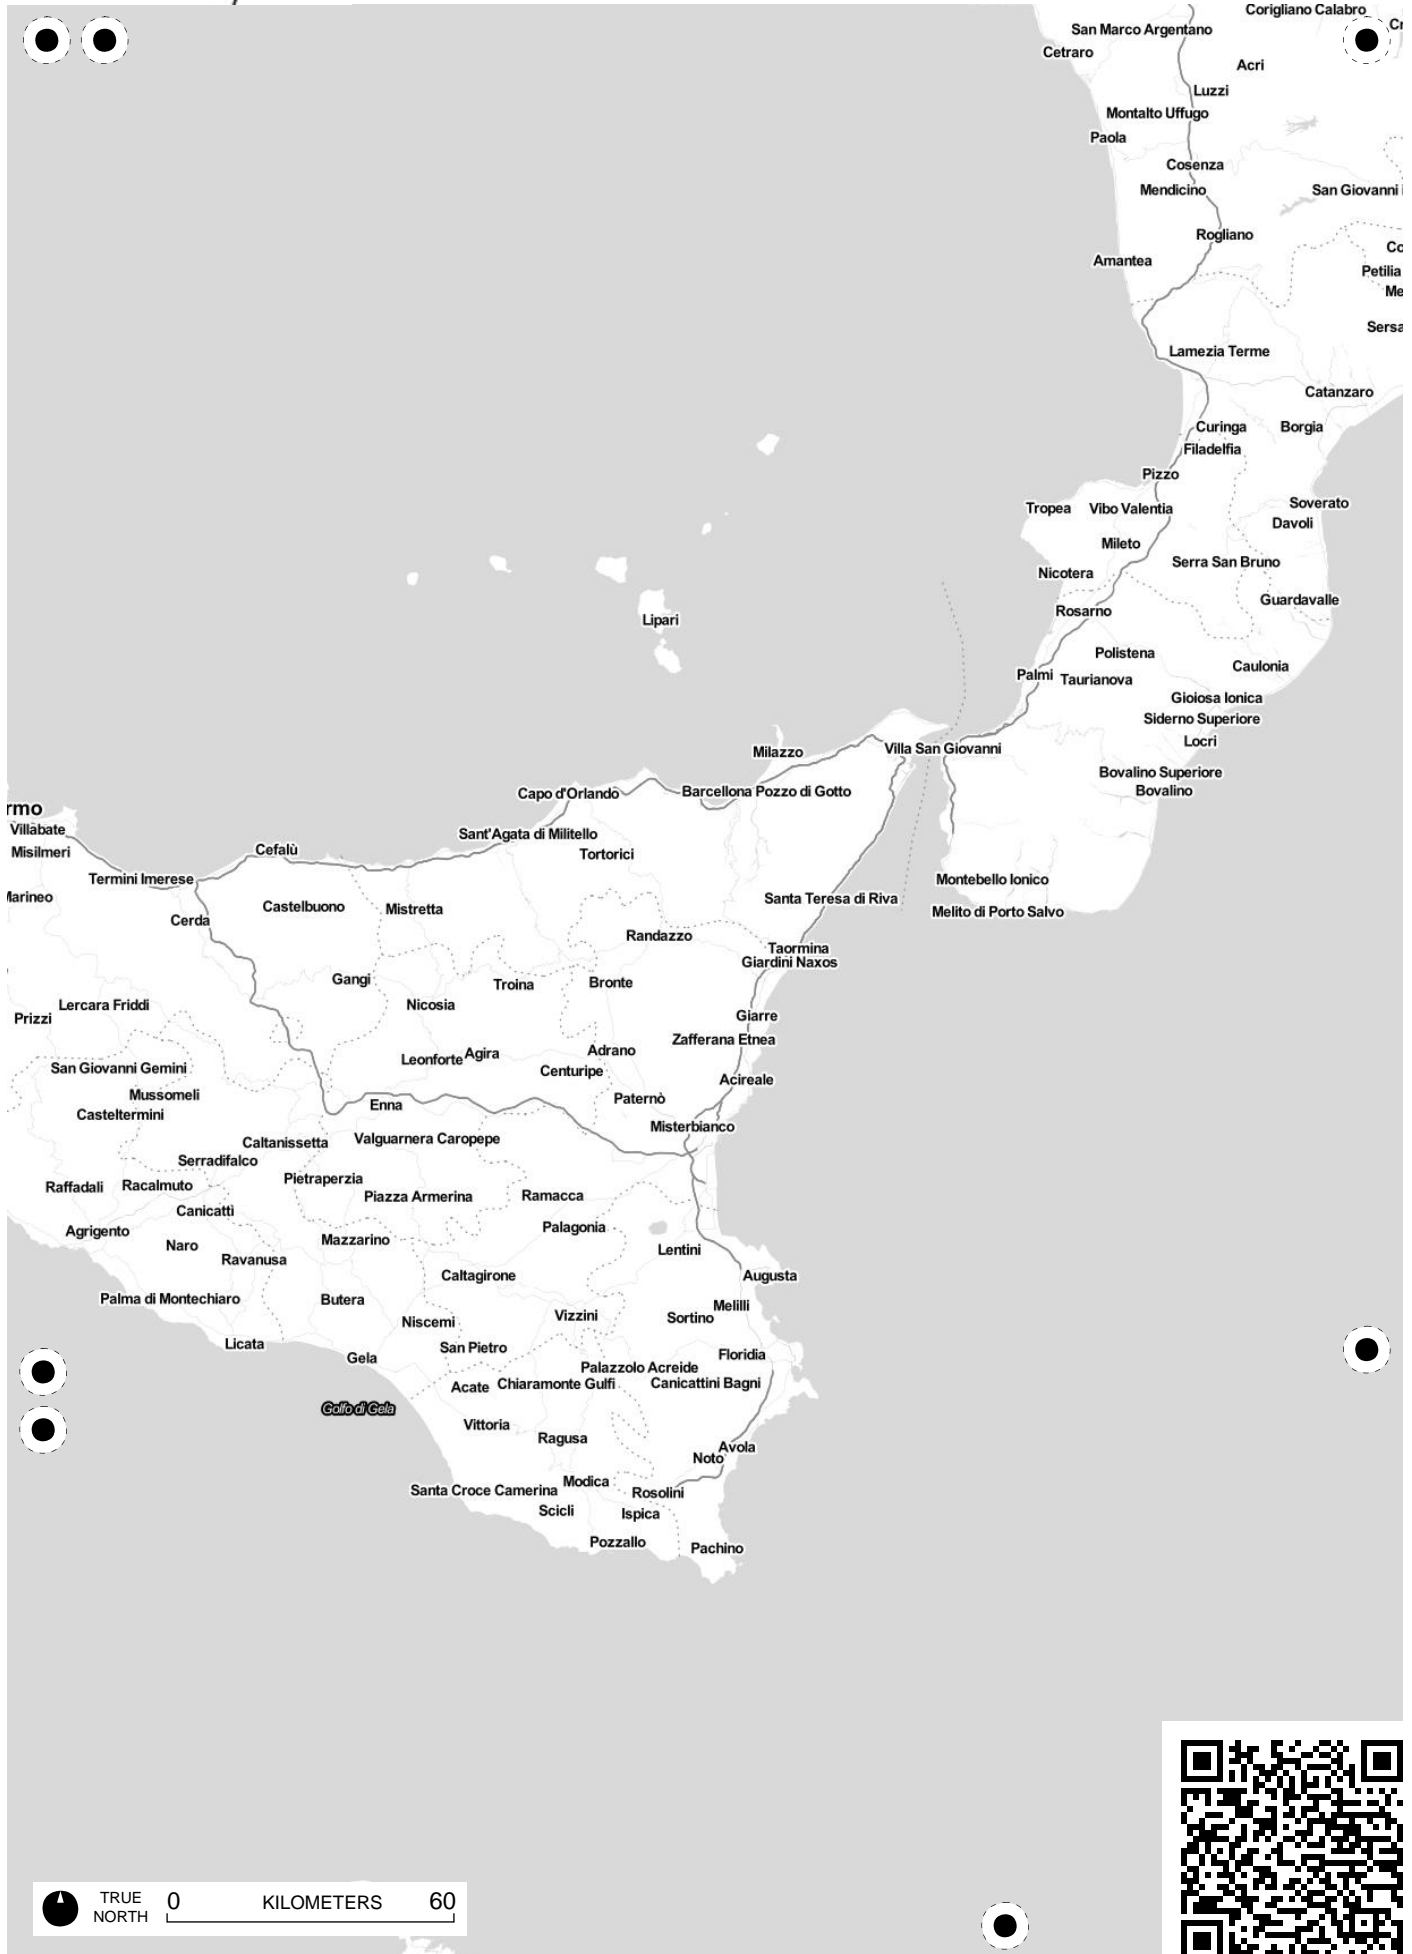 Corigliano Calabro
San Marco Argentano
Cetraro
Acri
Luzzi
Montalto Uffugo
Paola
Cosenza
Mendicino
San Giovanni
Rogliano
Amantea
Petilia
Lamezia Terme
Catanzaro
Curinga
Borgia
Filadelfia
Pizzo
Tropea
Vibo Valentia
Soverato
Davoli
Mileto
Serra San Bruno
Nicotera
Guardavalle
Rosarno
Lipari
Polistena
Caulonia
Palmi
Taurianova
Gioiosa Ionica
Siderno Superiore
Locri
Milazzo
Villa San Giovanni
Bovalino Superiore
Bovalino
Capo d'Orlando
Barcellona Pozzo di Gotto
rmo
Villabate
Sant'Agata di Militello
Misilmeri
Cefalù
Tortorici
Termini Imerese
Montebello Ionico
Marineo
Castelbuono
Mistretta
Santa Teresa di Riva
Melito di Porto Salvo
Cerda
Randazzo
Taormina
Giardini Naxos
Gangi
Troina
Bronte
Lercara Friddi
Nicosia
Prizzi
Giarre
Zafferana Etnea
Leonforte
Agira
Adrano
San Giovanni Gemini
Centuripe
Acireale
Mussomeli
Paternò
Casteltermini
Enna
Misterbianco
Caltanissetta
Valguarnera Caropepe
Serradifalco
Pietraperzia
Raffadali
Racalmuto
Piazza Armerina
Ramacca
Canicattì
Agrigento
Palagonia
Naro
Mazzarino
Lentini
Ravanusa
Caltagirone
Augusta
Palma di Montechiaro
Butera
Melilli
Niscemi
Vizzini
Sortino
Licata
San Pietro
Gela
Floridia
Palazzolo Acreide
Acate
Chiaramonte Gulfi
Canicattini Bagni
Golfo di Gela
Vittoria
Ragusa
Avola
Noto
Modica
Santa Croce Camerina
Rosolini
Scicli
Ispica
Pozzallo
Pachino
TRUE NORTH
0 KILOMETERS 60